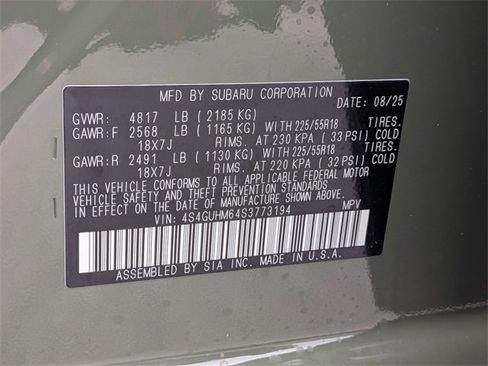 MFD BY SUBARU CORPORATION
DATE: 08/25
GVWR: 4817 LB ( 2185 KG)
GAWR: F 2568 LB ( 1165 KG) WITH 225/55R18 TIRES.
18X7J RIMS. AT 230 KPA ( 33 PSI) COLD
GAWR: R 2491 LB ( 1130 KG) WITH 225/55R18 TIRES.
18X7J RIMS. AT 220 KPA ( 32 PSI) COLD
THIS VEHICLE CONFORMS TO ALL APPLICABLE FEDERAL MOTOR
VEHICLE SAFETY AND THEFT PREVENTION STANDARDS
IN EFFECT ON THE DATE OF MANUFACTURE SHOWN ABOVE.
VIN: 4S4GUHM64S3773194 MPV
ASSEMBLED BY SIA INC. MADE IN U.S.A.